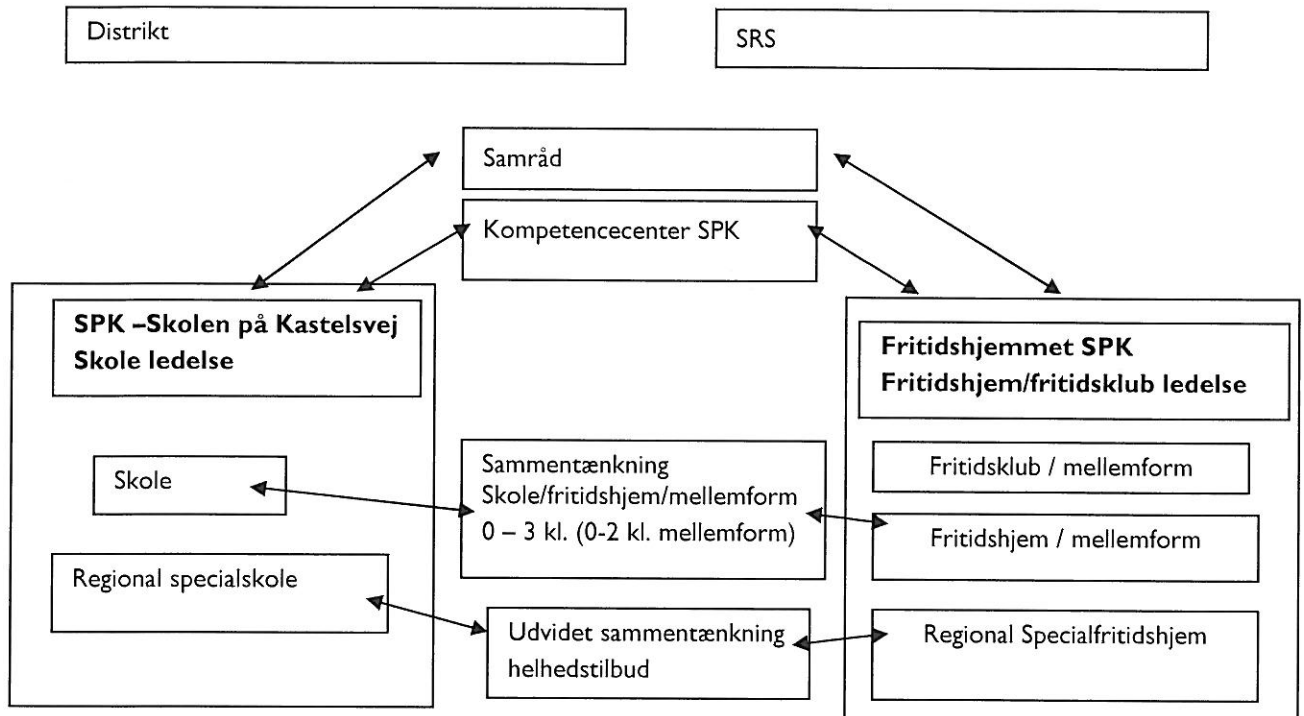 Distrikt
SRS
Samråd
Kompetencecenter SPK
SPK –Skolen på Kastelsvej
Skole ledelse
Fritidshjemmet SPK
Fritidshjem/fritidsklub ledelse
Skole
Sammentænkning
Skole/fritidshjem/mellemform
0 – 3 kl. (0-2 kl. mellemform)
Fritidsklub / mellemform
Fritidshjem / mellemform
Regional specialskole
Udvidet sammentænkning
helhedstilbud
Regional Specialfritidshjem